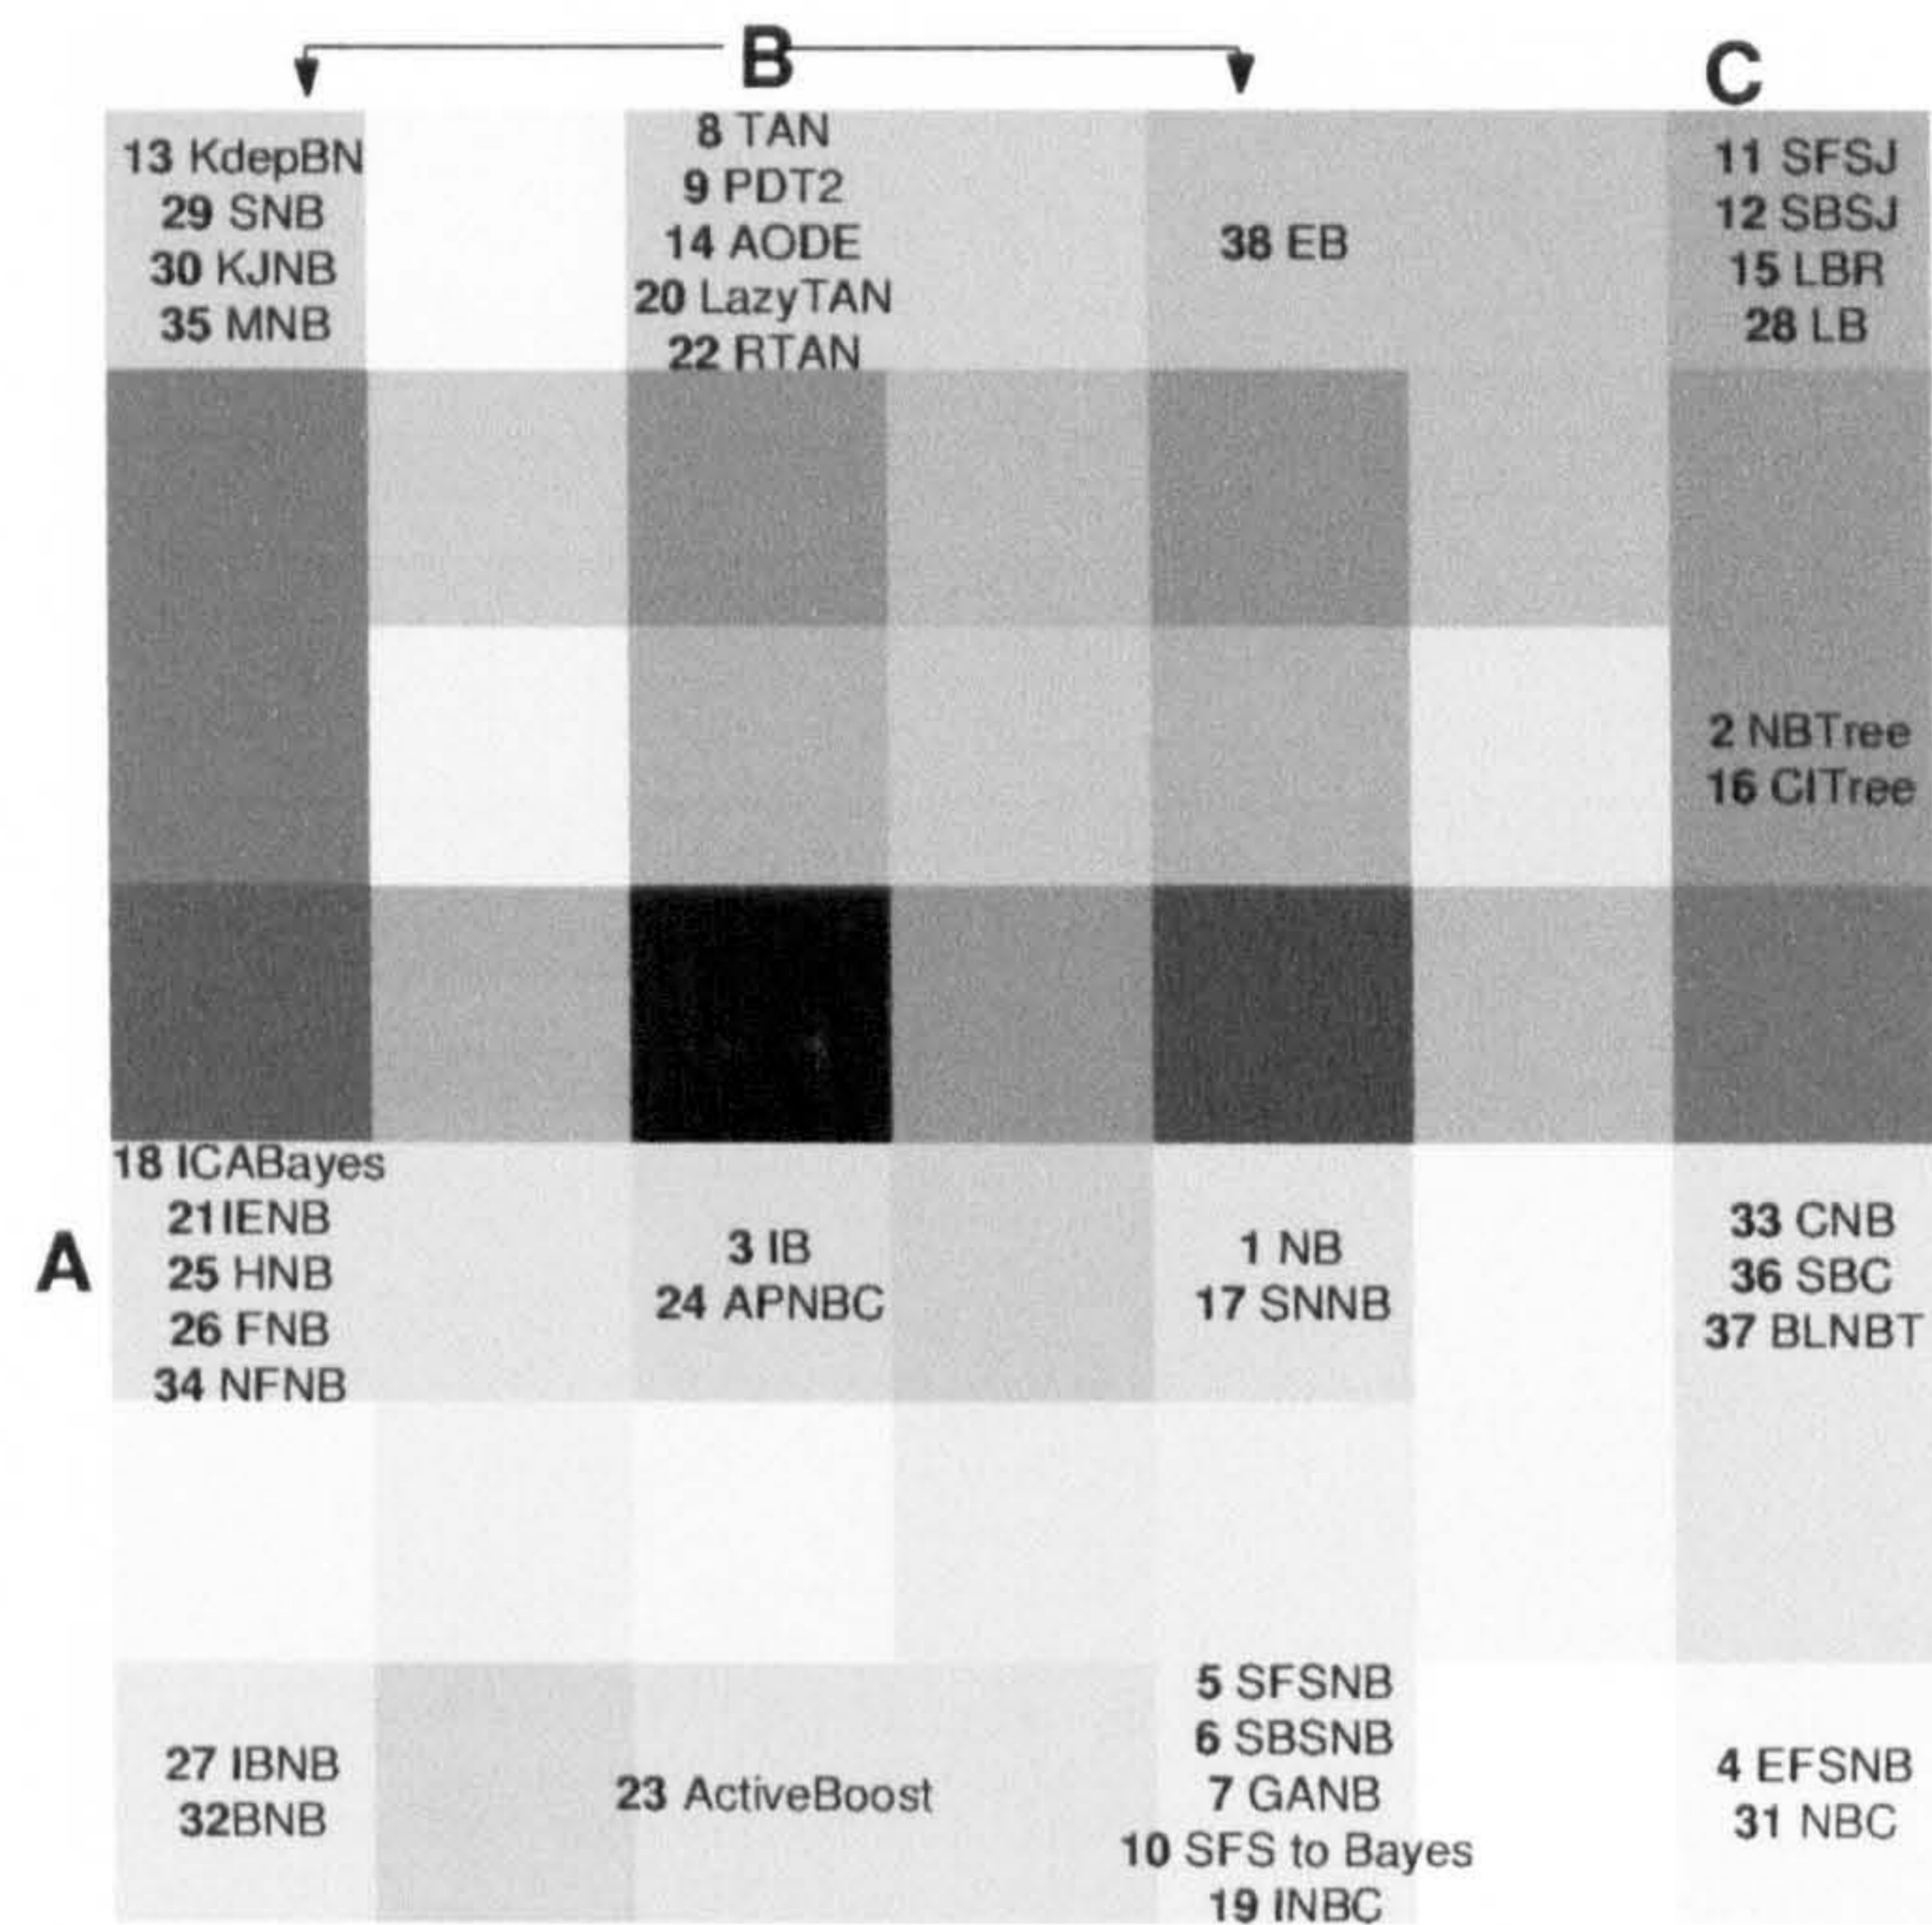 B
C
13 KdepBN
29 SNB
30 KJNB
35 MNB
8 TAN
9 PDT2
14 AODE
20 LazyTAN
22 RTAN
38 EB
11 SFSJ
12 SBSJ
15 LBR
28 LB
2 NBTree
16 CITree
A
18 ICABayes
21IENB
25 HNB
26 FNB
34 NFNB
3 IB
24 APNBC
1 NB
17 SNNB
33 CNB
36 SBC
37 BLNBT
27 IBNB
32BNB
23 ActiveBoost
5 SFSNB
6 SBSNB
7 GANB
10 SFS to Bayes
19 INBC
4 EFSNB
31 NBC